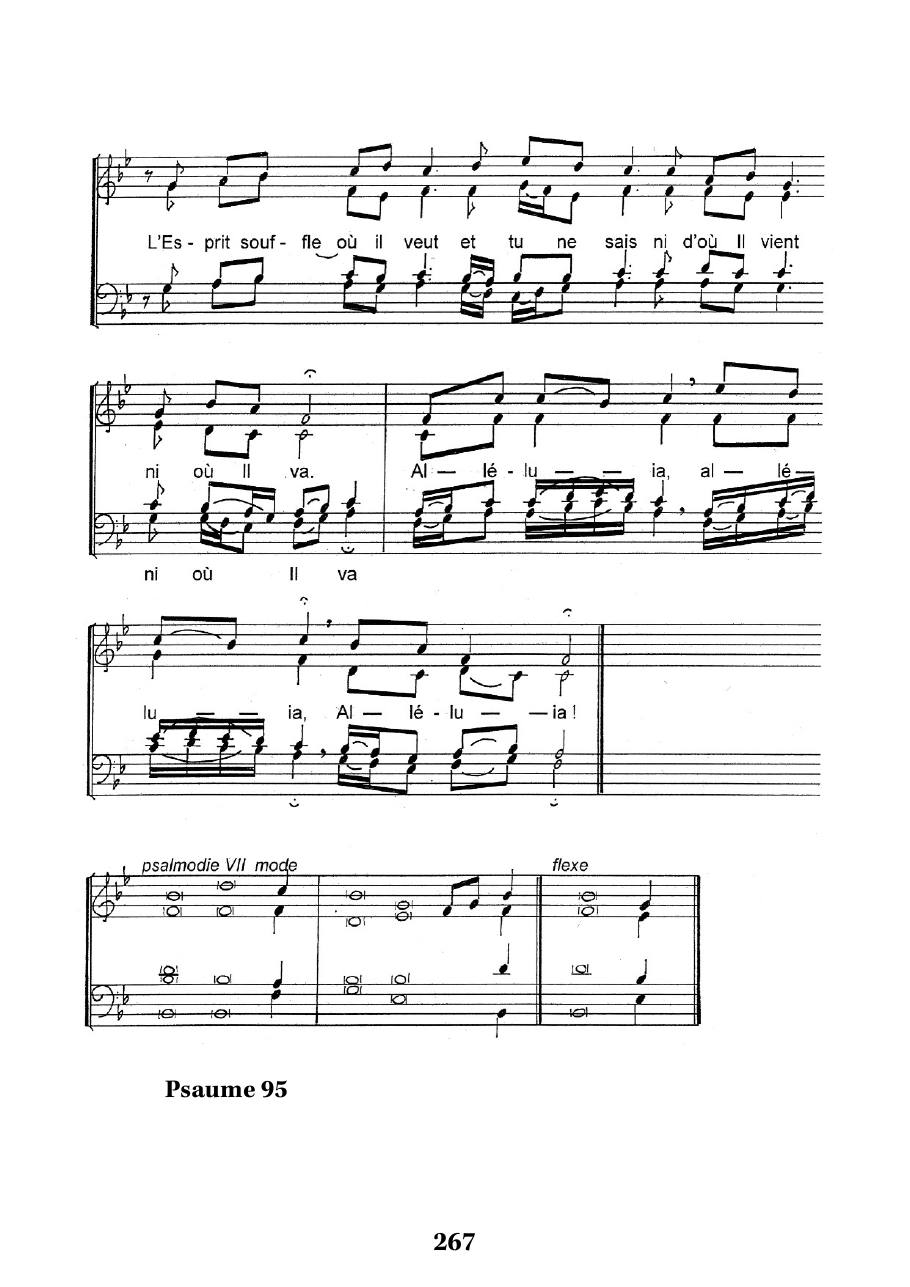 L'Es - prit souf - fle où il veut et tu ne sais ni d'où Il vient
ni où Il va. Al — lé - lu — — ia, al — lé —
ni où Il va
lu — — ia, Al — lé - lu — — ia !
psalmodie VII mode flexe
Psaume 95
267